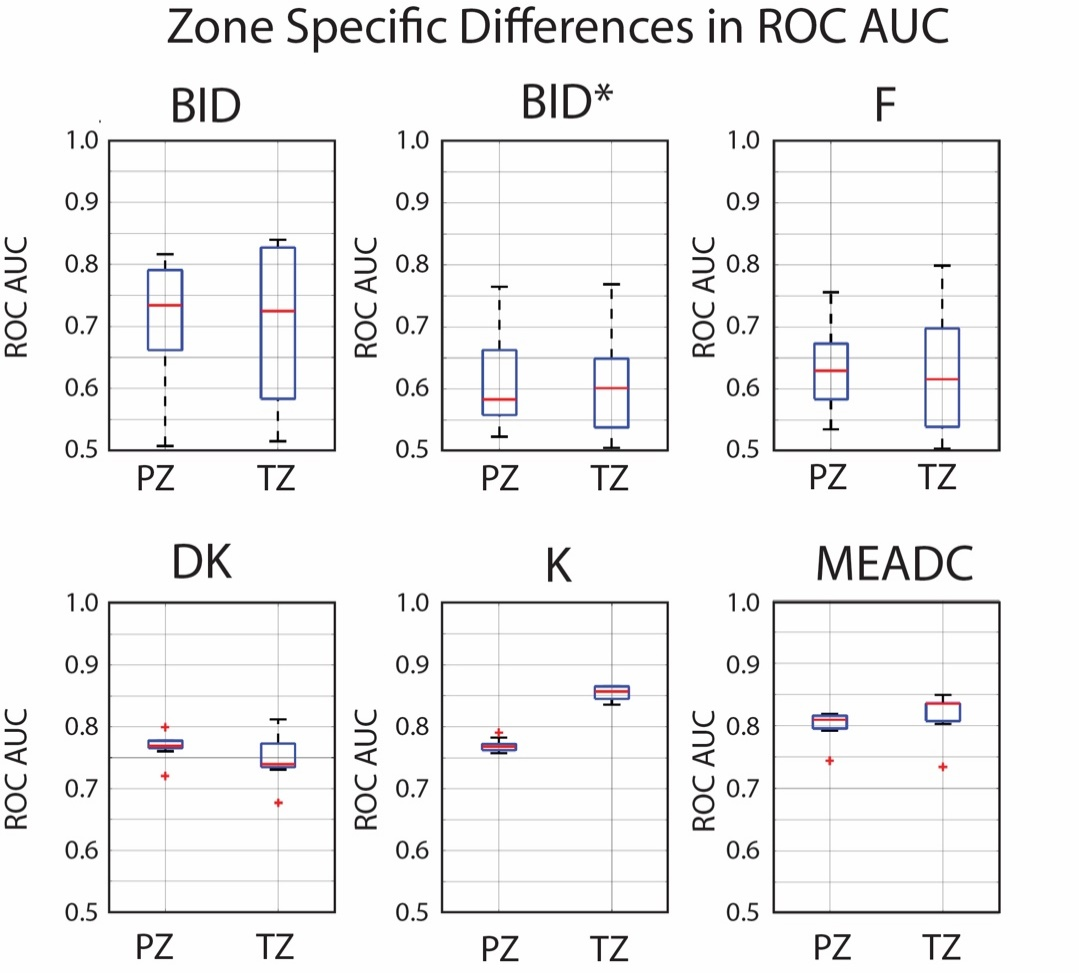 Zone Specific Differences in ROC AUC
BID
BID*
F
1.0
0.9
0.8
0.7
0.6
0.5
ROC AUC
PZ
TZ
1.0
0.9
0.8
0.7
0.6
0.5
ROC AUC
PZ
TZ
1.0
0.9
0.8
0.7
0.6
0.5
ROC AUC
PZ
TZ
DK
K
MEADC
1.0
0.9
0.8
0.7
0.6
0.5
ROC AUC
PZ
TZ
1.0
0.9
0.8
0.7
0.6
0.5
ROC AUC
PZ
TZ
1.0
0.9
0.8
0.7
0.6
0.5
ROC AUC
PZ
TZ